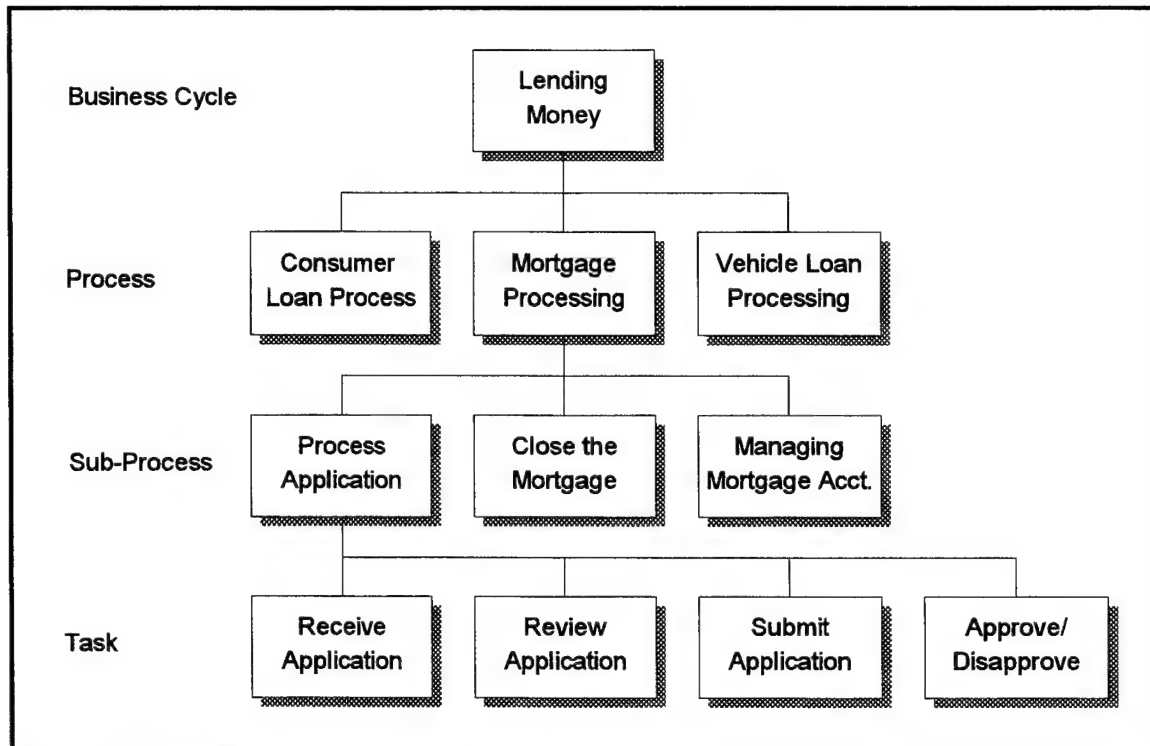 Business Cycle
Lending
Money
Process
Consumer
Loan Process
Mortgage
Processing
Vehicle Loan
Processing
Sub-Process
Process
Application
Close the
Mortgage
Managing
Mortgage Acct.
Task
Receive
Application
Review
Application
Submit
Application
Approve/
Disapprove